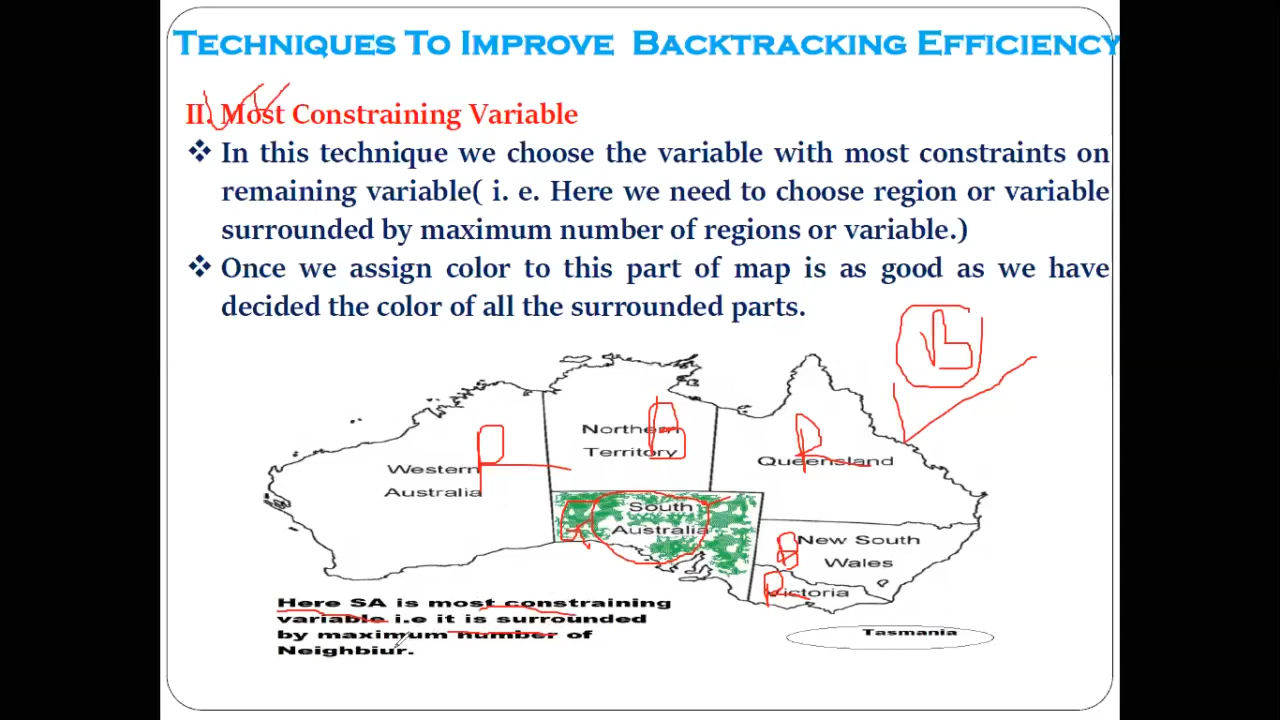 TECHNIQUES TO IMPROVE BACKTRACKING EFFICIENCY
II. Most Constraining Variable
❖ In this technique we choose the variable with most constraints on
remaining variable( i. e. Here we need to choose region or variable
surrounded by maximum number of regions or variable.)
❖ Once we assign color to this part of map is as good as we have
decided the color of all the surrounded parts.
Northern
Territory
B
Western
Australia
R
Queensland
R
South
Australia
G
New South
Wales
B
Victoria
R
Tasmania
Here SA is most constraining
variable i.e it is surrounded
by maximum number of
Neighbiur.